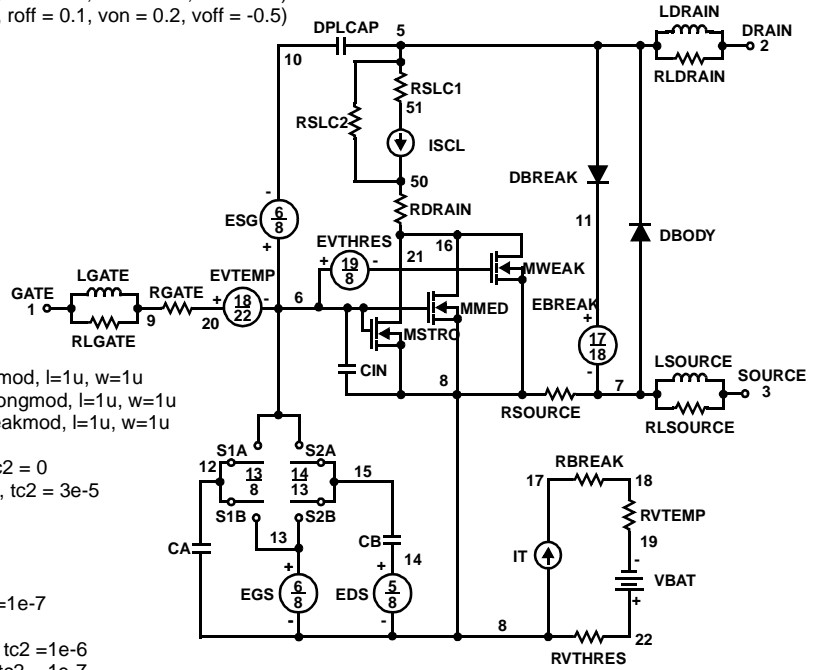 , roff = 0.1, von = 0.2, voff = -0.5)
LDRAIN
DPLCAP
5
DRAIN
2
10
RLDRAIN
RSLC1
51
RSLC2
ISCL
50
DBREAK
RDRAIN
ESG
6
8
-
+
11
DBODY
EVTHRES
+ 19 -
8
16
21
MWEAK
LGATE
EVTEMP
GATE
1
RGATE
+ 18 -
22
6
EBREAK
MMED
9
20
MSTRO
RLGATE
+
17
18
-
LSOURCE
mod, l=1u, w=1u
CIN
8
7
SOURCE
3
ongmod, l=1u, w=1u
eakmod, l=1u, w=1u
RSOURCE
RLSOURCE
S1A
S2A
c2 = 0
12
13
8
14
13
15
RBREAK
17
18
, tc2 = 3e-5
S1B
S2B
RVTEMP
13
CB
19
CA
14
IT
-
+
+
VBAT
EGS
6
8
EDS
5
8
+
=1e-7
-
-
8
22
tc2 =1e-6
RVTHRES